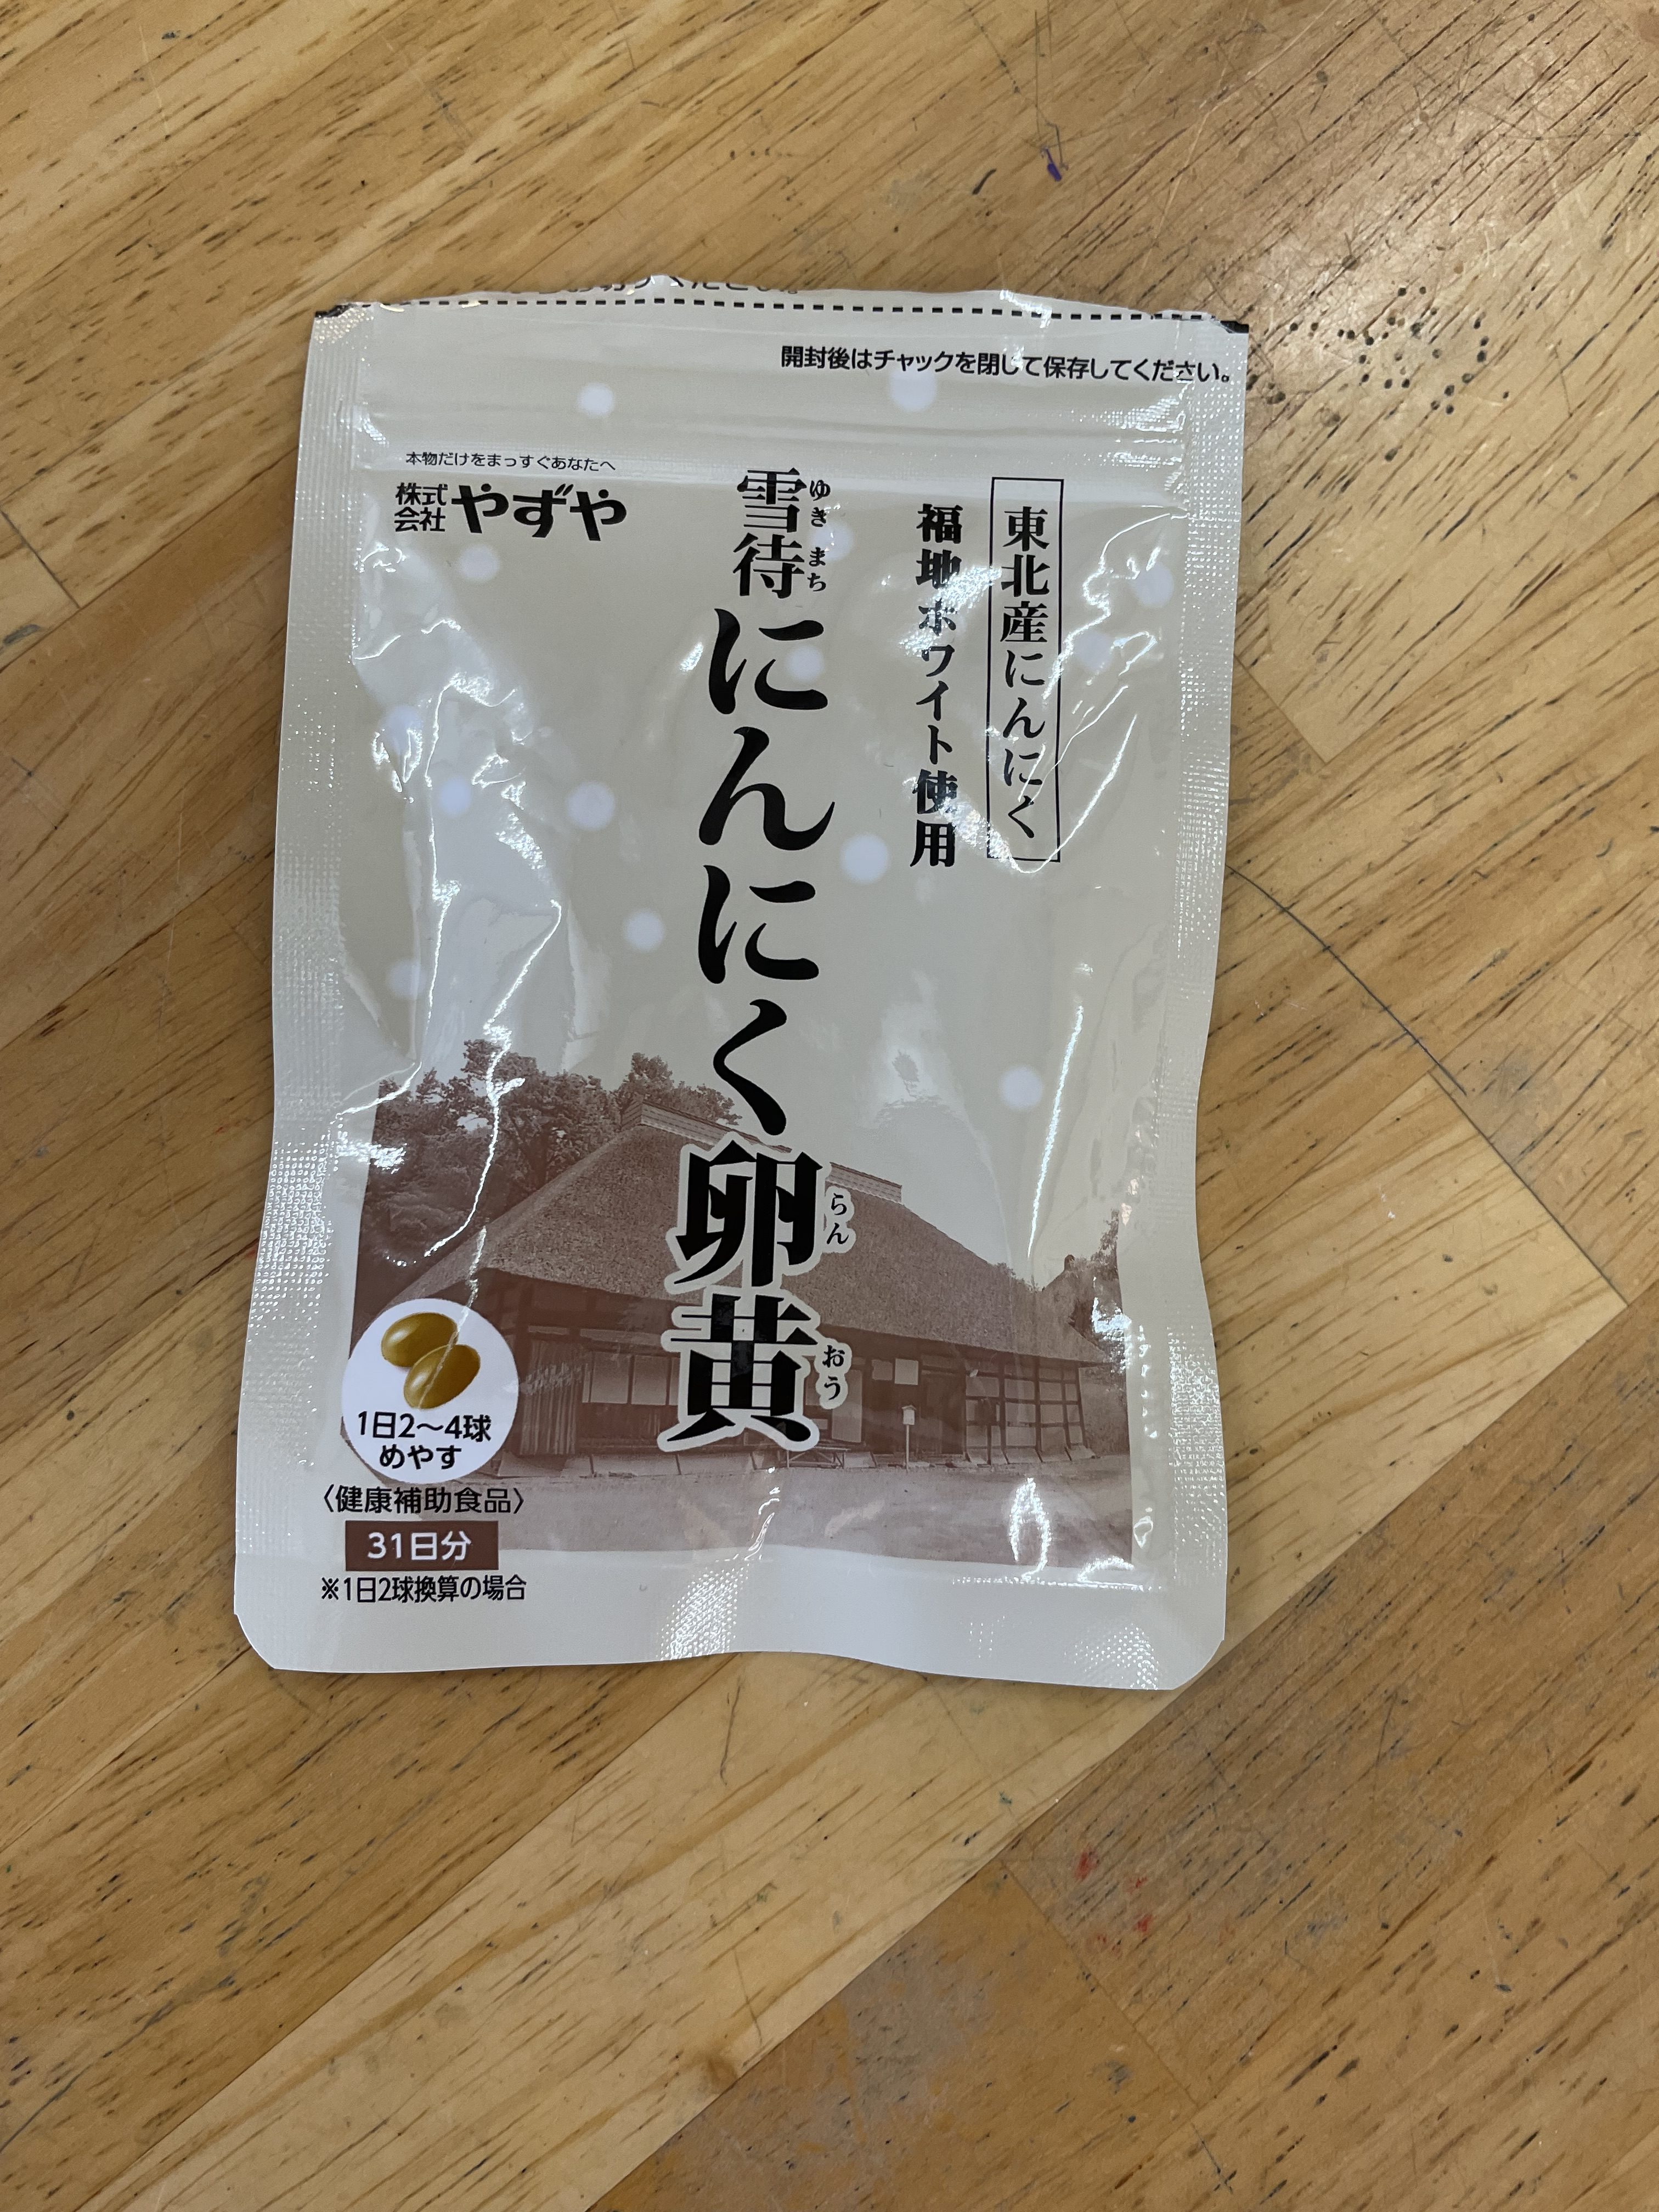 開封後はチャックを閉じて保存してください。
本物だけをまっすぐあなたへ
株式会社やずや
東北産にんにく
福地ホワイト使用
雪待にんにく卵黄
ゆきまち
らんおう
1日2〜4球
めやす
〈健康補助食品〉
31日分
※1日2球換算の場合